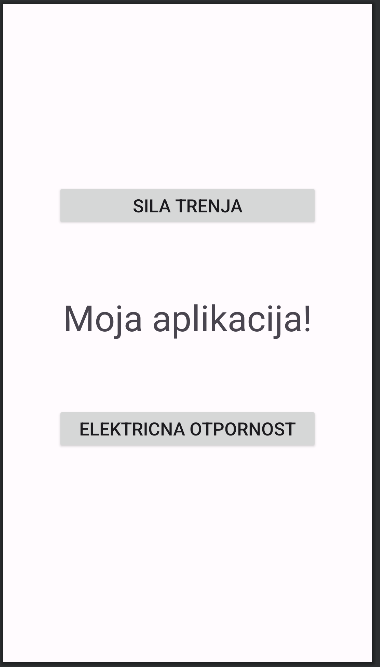 SILA TRENJA
Moja aplikacija!
ELEKTRICNA OTPORNOST